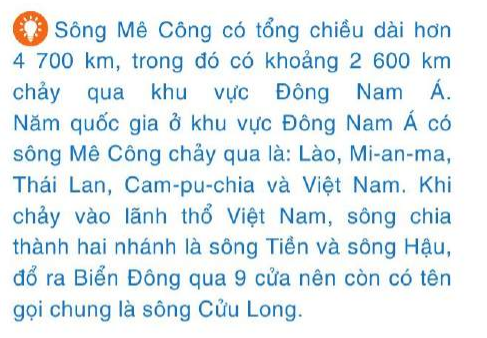 Sông Mê Công có tổng chiều dài hơn
4 700 km, trong đó có khoảng 2 600 km
chảy qua khu vực Đông Nam Á.
Năm quốc gia ở khu vực Đông Nam Á có
sông Mê Công chảy qua là: Lào, Mi-an-ma,
Thái Lan, Cam-pu-chia và Việt Nam. Khi
chảy vào lãnh thổ Việt Nam, sông chia
thành hai nhánh là sông Tiền và sông Hậu,
đổ ra Biển Đông qua 9 cửa nên còn có tên
gọi chung là sông Cửu Long.